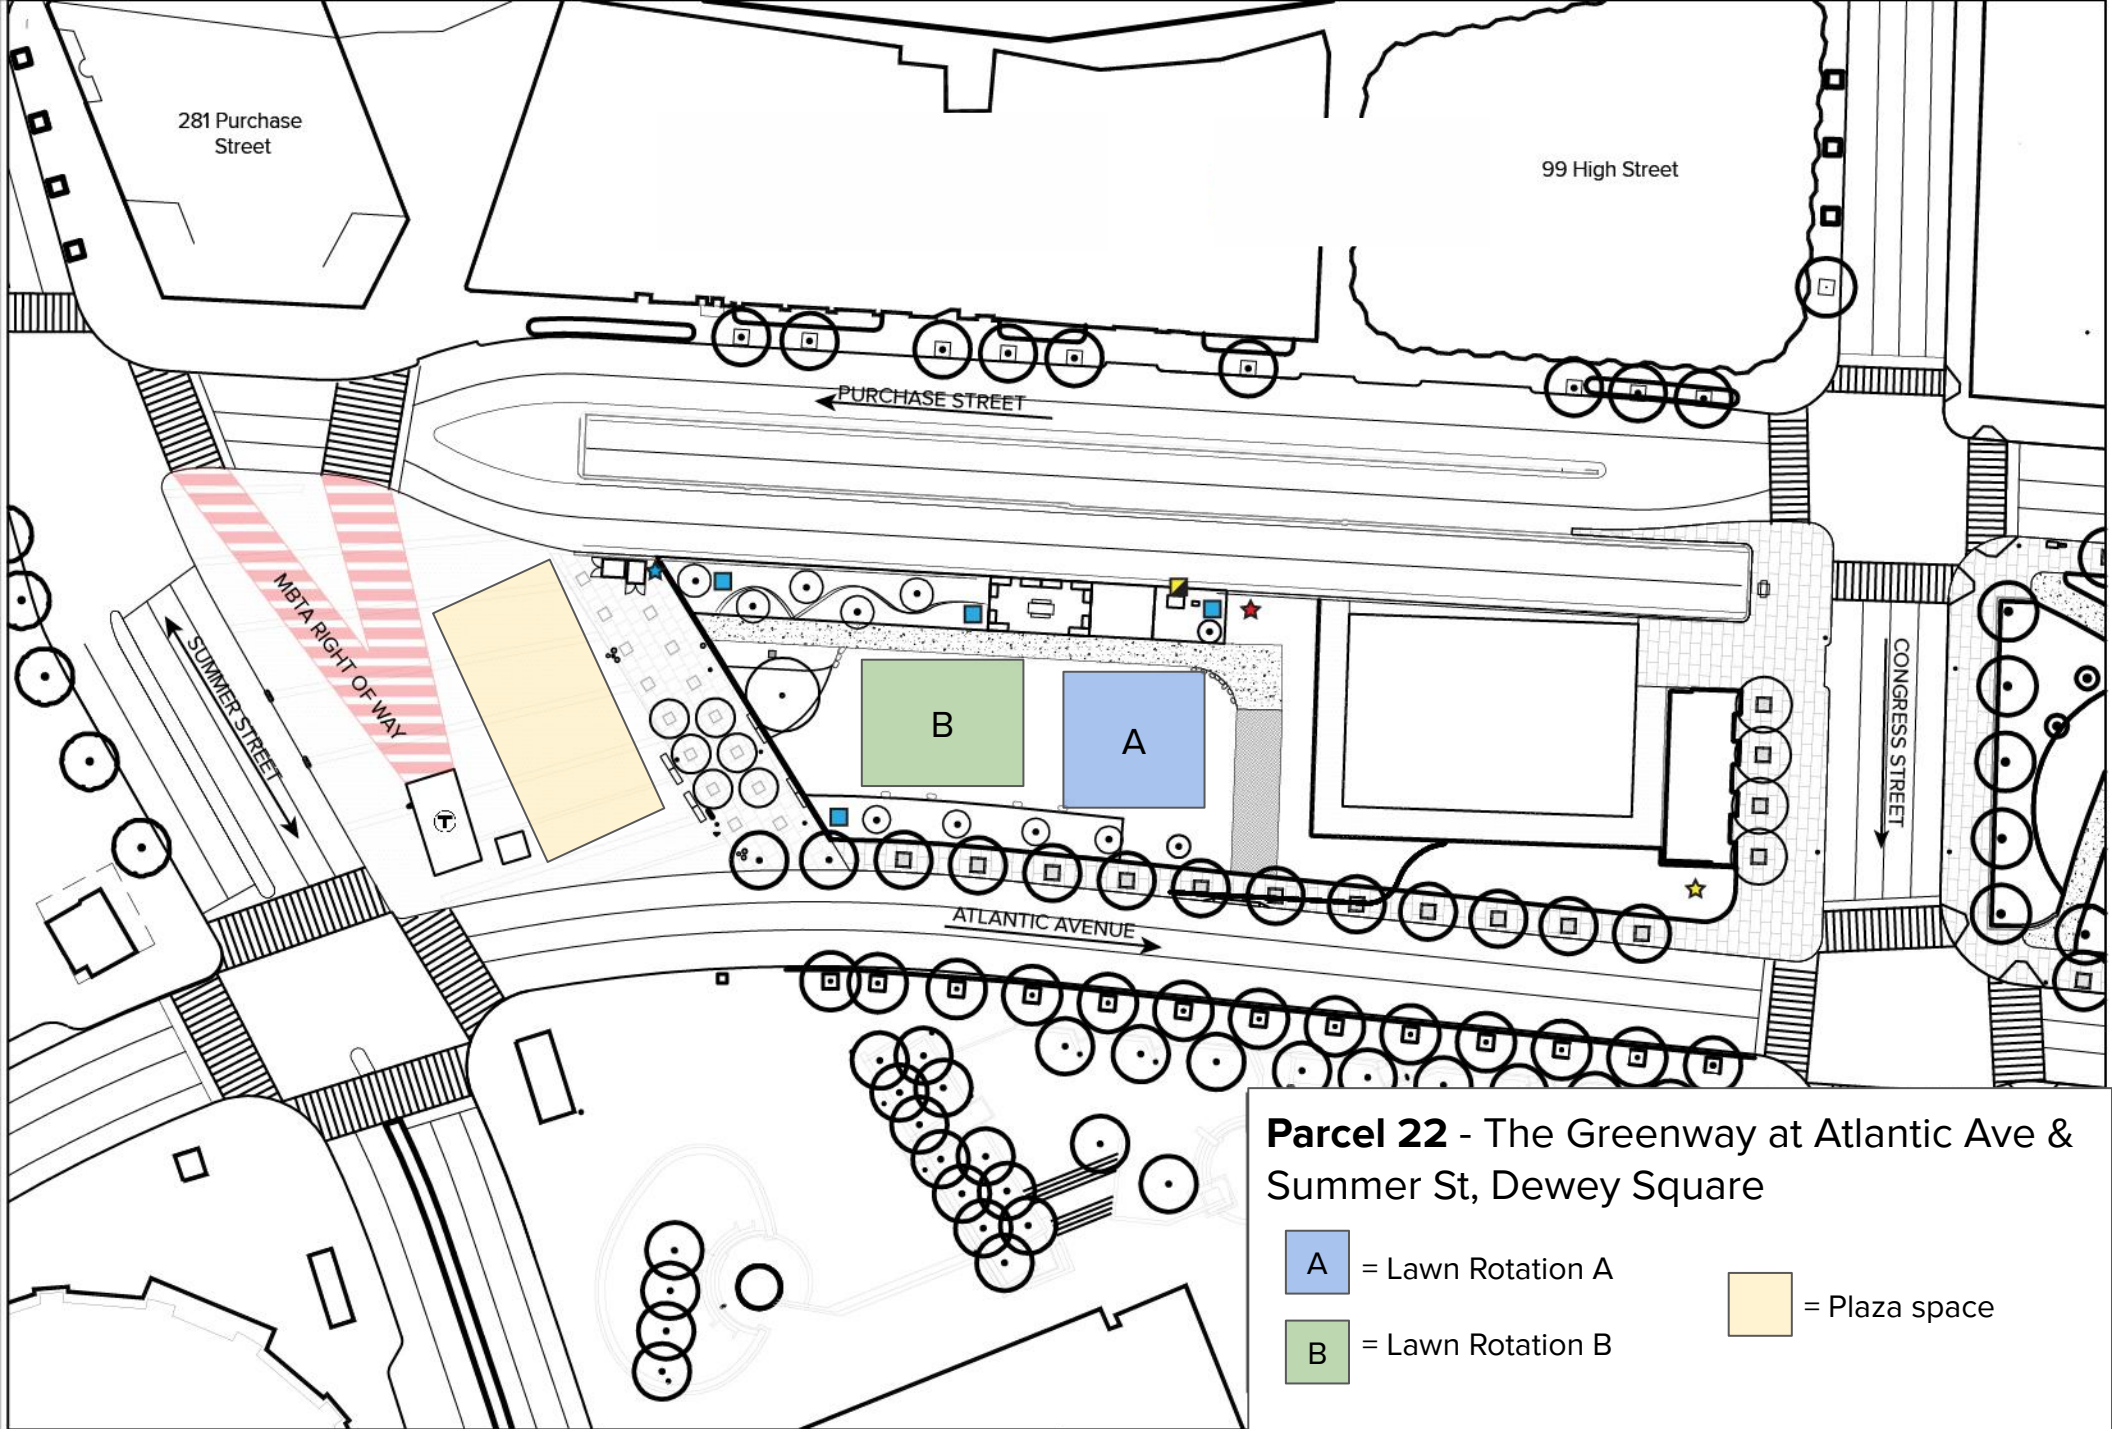 281 Purchase
Street
99 High Street
PURCHASE STREET
MBTA RIGHT OF WAY
SUMMER STREET
CONGRESS STREET
B
A
T
ATLANTIC AVENUE
Parcel 22 - The Greenway at Atlantic Ave &
Summer St, Dewey Square
A = Lawn Rotation A
= Plaza space
B = Lawn Rotation B